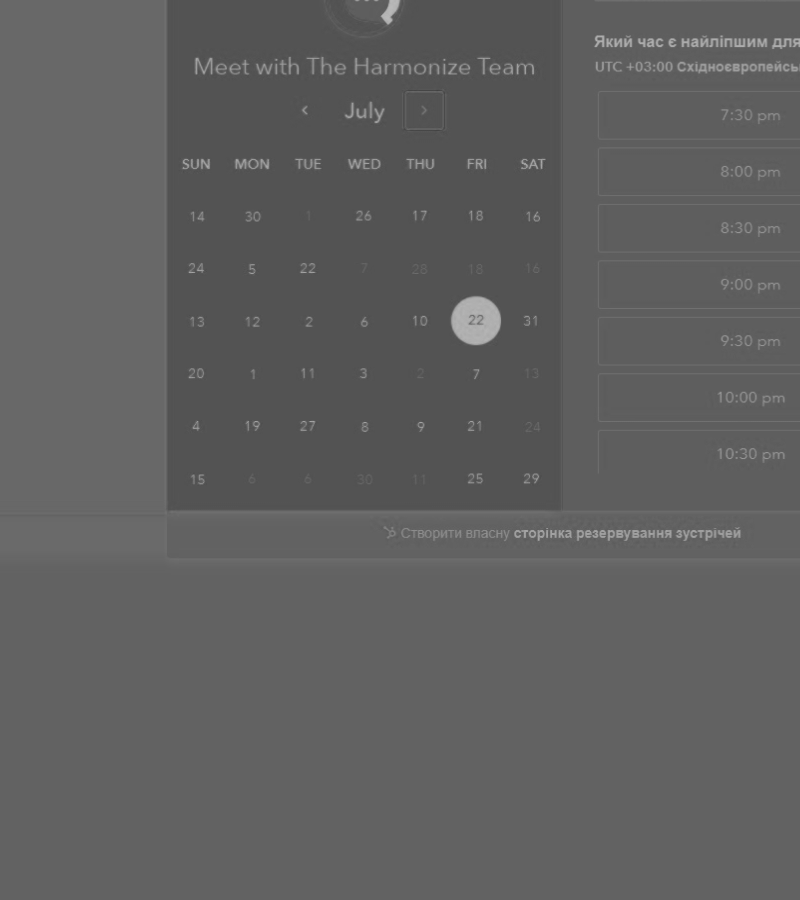 Meet with The Harmonize Team
July
SUN MON TUE WED THU FRI SAT
14 30 1 26 17 18 16
24 5 22 7 28 18 16
13 12 2 6 10 22 31
20 1 11 3 2 7 13
4 19 27 8 9 21 24
15 6 6 30 11 25 29
Який час є найліпшим для
UTC +03:00
7:30 pm
8:00 pm
8:30 pm
9:00 pm
9:30 pm
10:00 pm
10:30 pm
Створити власну сторінка резервування зустрічей